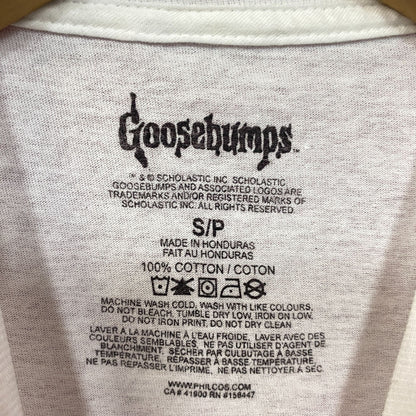 Goosebumps™
™ & © SCHOLASTIC INC. SCHOLASTIC
GOOSEBUMPS AND ASSOCIATED LOGOS ARE
TRADEMARKS AND/OR REGISTERED MARKS OF
SCHOLASTIC INC. ALL RIGHTS RESERVED.
S/P
MADE IN HONDURAS
FAIT AU HONDURAS
100% COTTON / COTON
MACHINE WASH COLD, WASH WITH LIKE COLOURS,
DO NOT BLEACH, TUMBLE DRY LOW, IRON ON LOW,
DO NOT IRON PRINT, DO NOT DRY CLEAN
LAVER A LA MACHINE À L'EAU FROIDE, LAVER AVEC DES
COULEURS SEMBLABLES, NE PAS UTILISER D'AGENT DE
BLANCHIMENT, SÉCHER PAR CULBUTAGE A BASSE
TEMPÉRATURE, REPASSER À BASSE TEMPÉRATURE,
NE PAS REPASSER L'IMPRIMÉ, NE PAS NETTOYER À SEC
WWW.PHILCOS.COM
CA# 41900 RN #158447